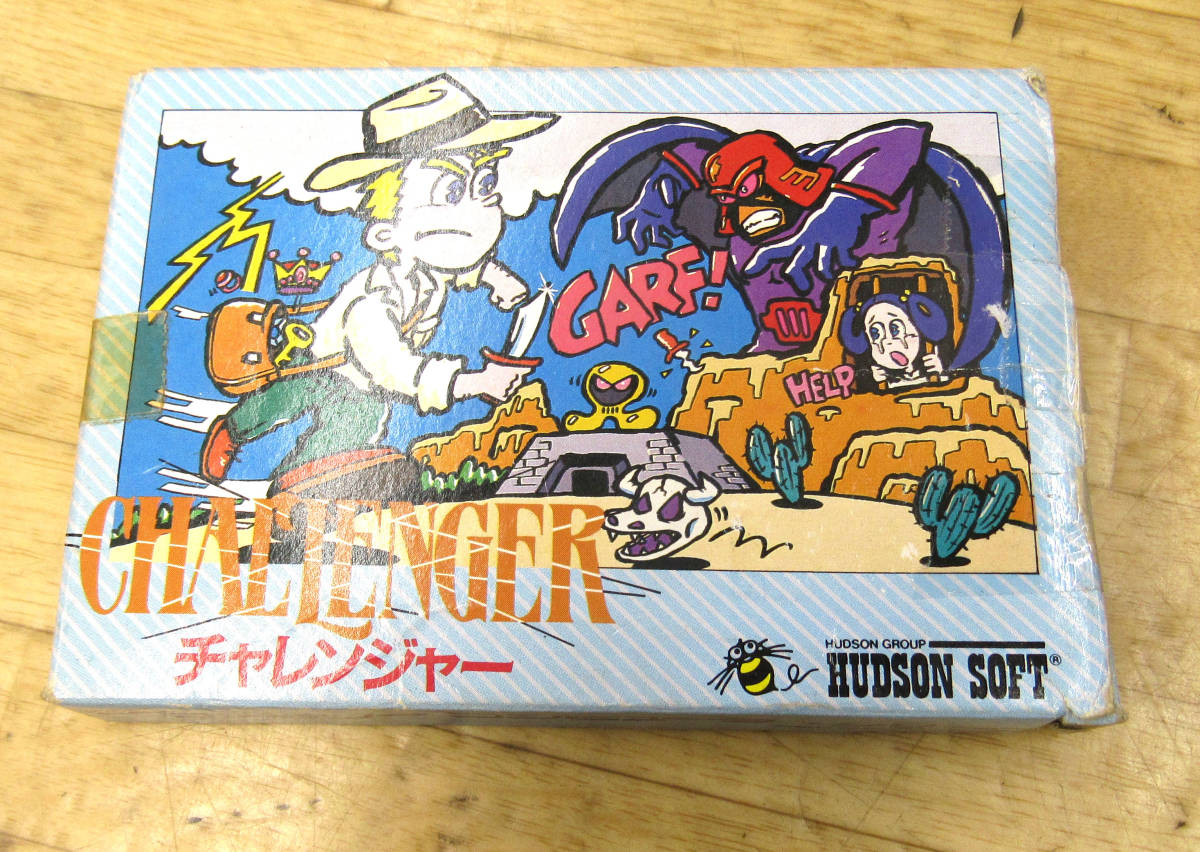 GARF!
HELP
CHALLENGER
チャレンジャー
HUDSON GROUP
HUDSON SOFT®